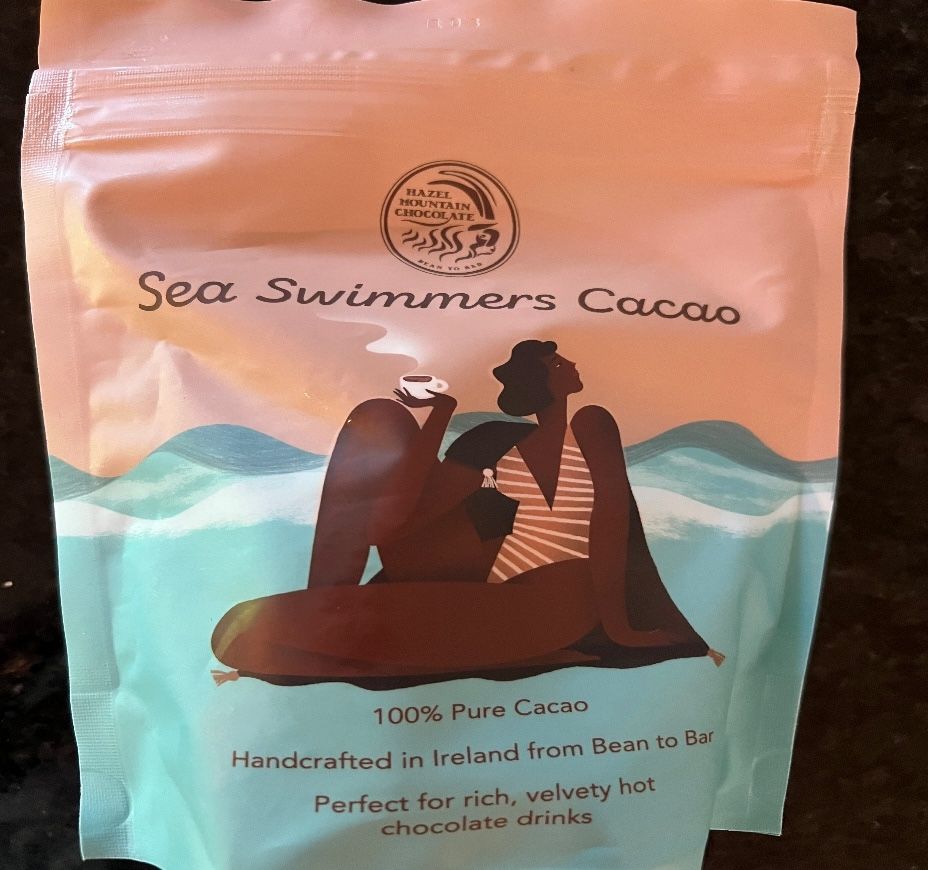 HAZEL
MOUNTAIN
CHOCOLATE
BEAN TO BAR
Sea Swimmers Cacao
100% Pure Cacao
Handcrafted in Ireland from Bean to Bar
Perfect for rich, velvety hot
chocolate drinks